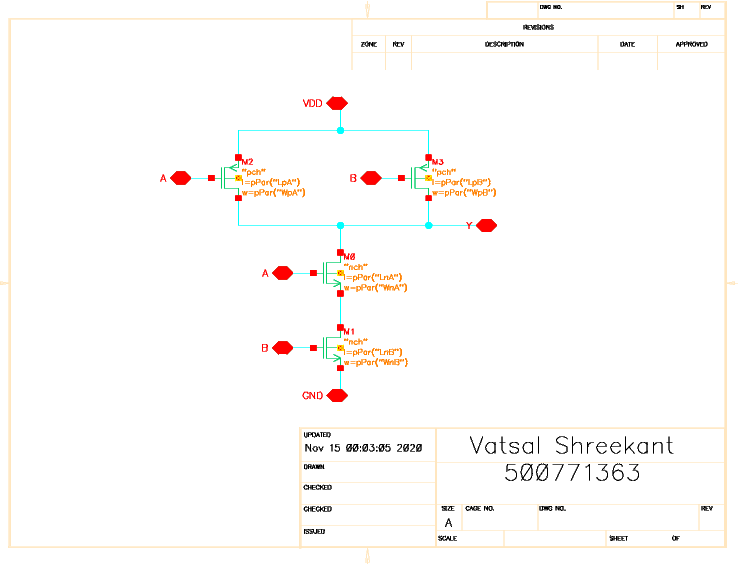 DWG NO. SH REV
REVISIONS
ZONE REV DESCRIPTION DATE APPROVED
VDD
M2
"pch"
l=pPar("LpA")
w=pPar("WpA")
A
M3
"pch"
l=pPar("LpB")
w=pPar("WpB")
B
Y
M0
"nch"
l=pPar("LnA")
w=pPar("WnA")
A
M1
"nch"
l=pPar("LnB")
w=pPar("WnB")
B
GND
UPDATED
Nov 15 00:03:05 2020
DRAWN
CHECKED
CHECKED
ISSUED
Vatsal Shreekant
500771363
SIZE CAGE NO. DWG NO. REV
A
SCALE SHEET OF